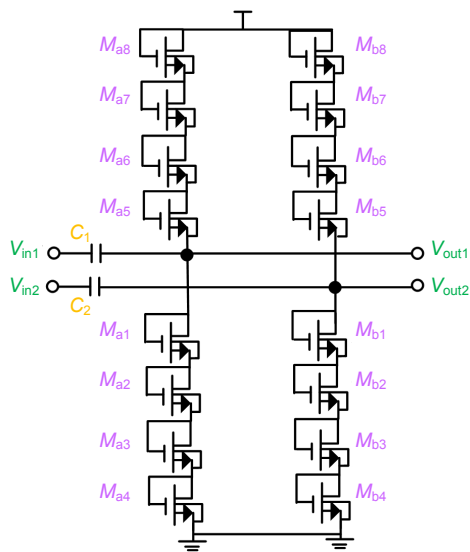 Ma8 Mb8
Ma7 Mb7
Ma6 Mb6
Ma5 Mb5
C1
Vin1 Vout1
Vin2 Vout2
C2
Ma1 Mb1
Ma2 Mb2
Ma3 Mb3
Ma4 Mb4